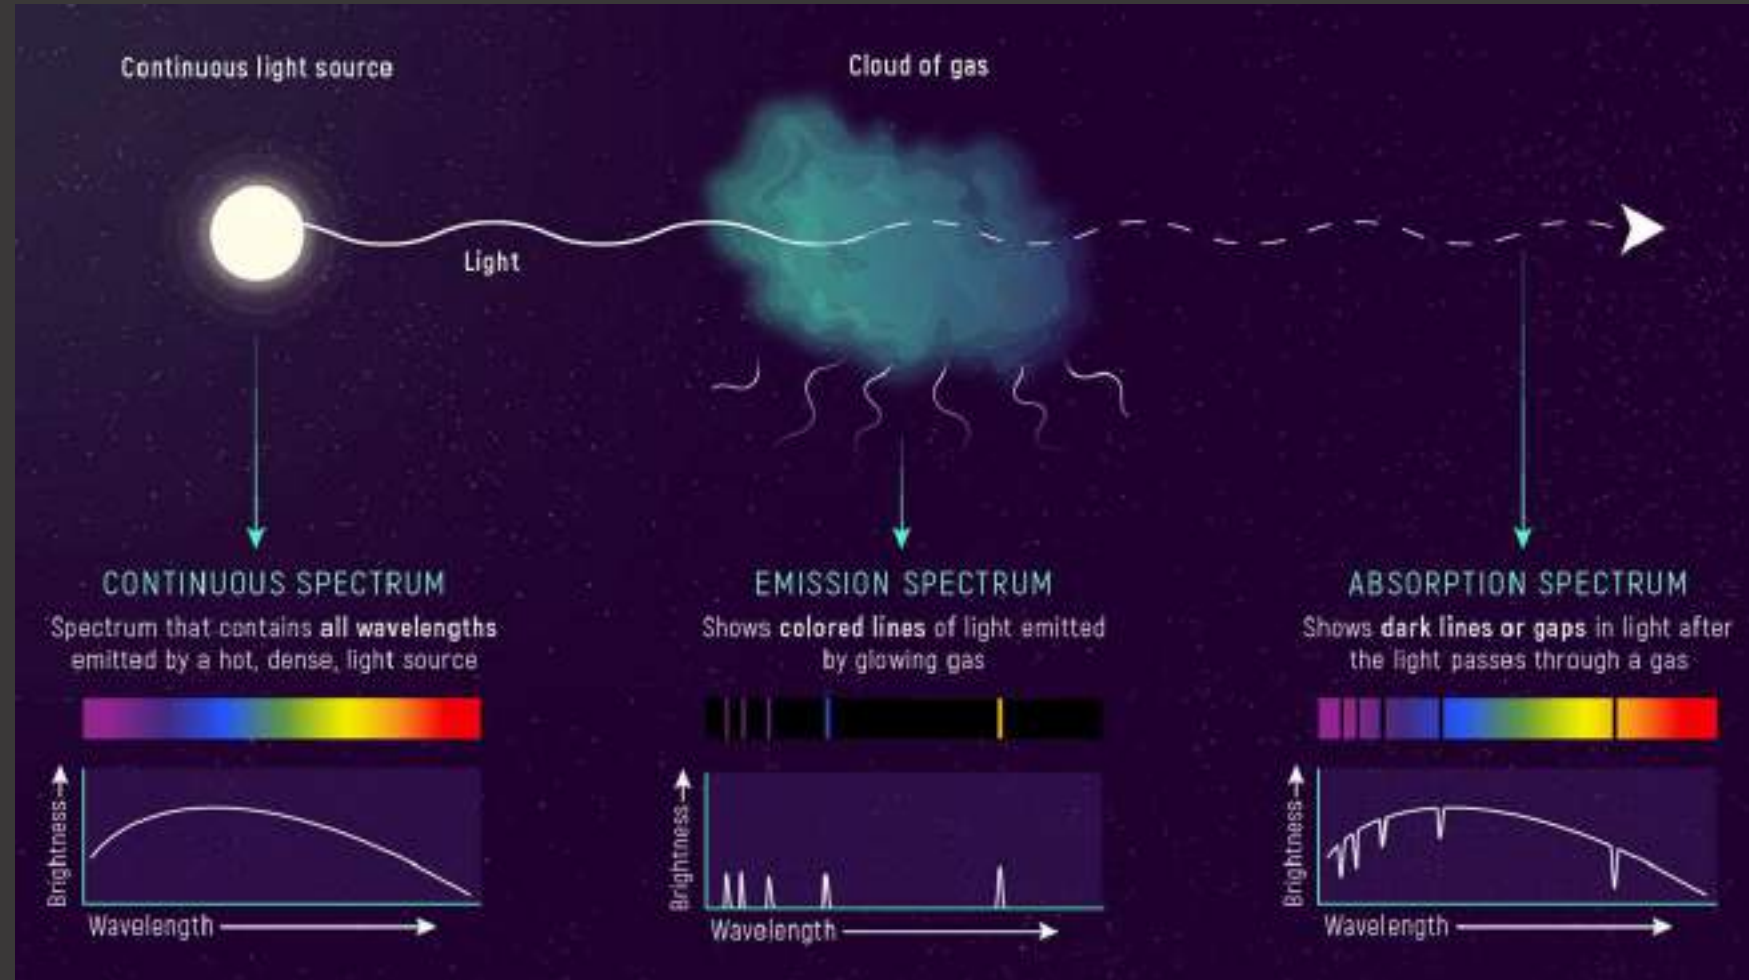 Continuous light source
Cloud of gas
Light
CONTINUOUS SPECTRUM
Spectrum that contains all wavelengths
emitted by a hot, dense, light source
Brightness
Wavelength
EMISSION SPECTRUM
Shows colored lines of light emitted
by glowing gas
Brightness
Wavelength
ABSORPTION SPECTRUM
Shows dark lines or gaps in light after
the light passes through a gas
Brightness
Wavelength